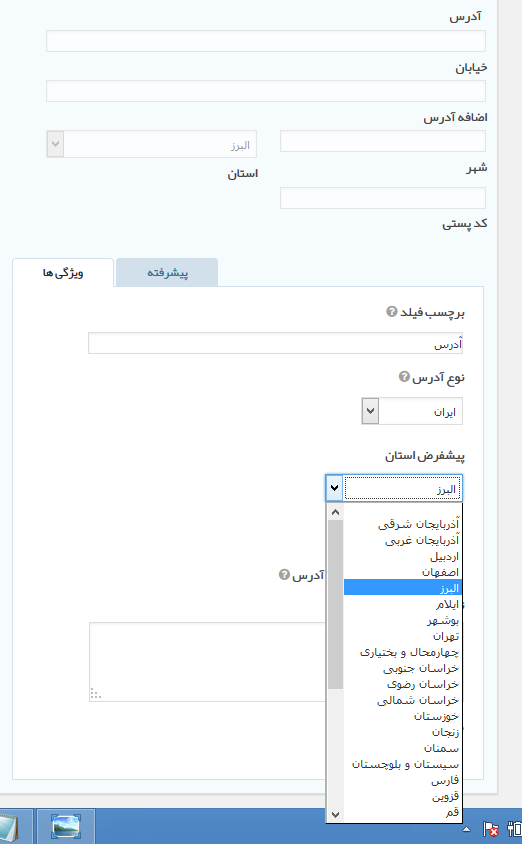 آدرس
خیابان
اضافه آدرس
البرز
شهر
استان
کد پستی
ویژگی ها
پیشرفته
برچسب فیلد
آدرس
نوع آدرس
ایران
پیشفرض استان
البرز
آذربایجان شرقی
آذربایجان غربی
اردبیل
اصفهان
آدرس
البرز
ایلام
بوشهر
تهران
چهارمحال و بختیاری
خراسان جنوبی
خراسان رضوی
خراسان شمالی
خوزستان
زنجان
سمنان
سیستان و بلوچستان
فارس
قزوین
قم